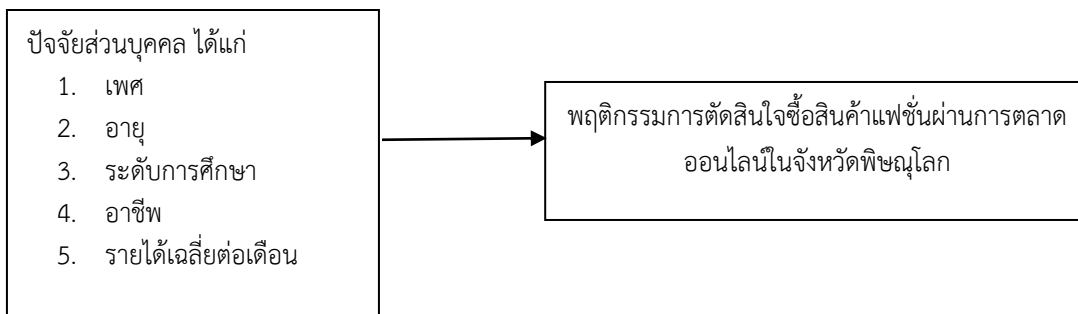 ปัจจัยส่วนบุคคล ได้แก่
1. เพศ
2. อายุ
3. ระดับการศึกษา
4. อาชีพ
5. รายได้เฉลี่ยต่อเดือน
พฤติกรรมการตัดสินใจซื้อสินค้าแฟชั่นผ่านการตลาด
ออนไลน์ในจังหวัดพิษณุโลก